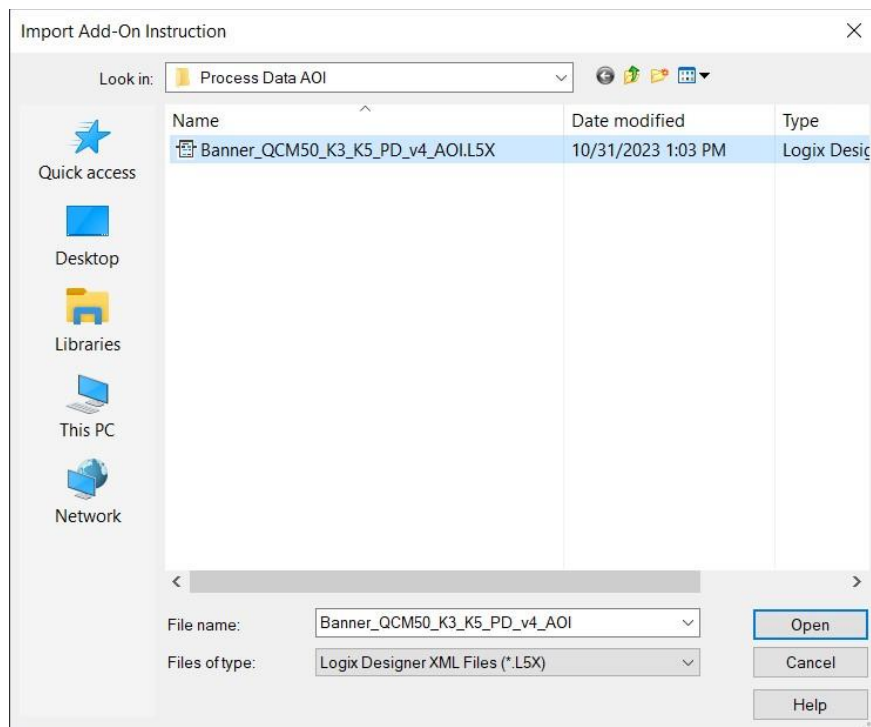 Import Add-On Instruction
Look in: Process Data AOI
Name Date modified Type
Banner_QCM50_K3_K5_PD_v4_AOI.L5X 10/31/2023 1:03 PM Logix Desig
Quick access
Desktop
Libraries
This PC
Network
File name: Banner_QCM50_K3_K5_PD_v4_AOI Open
Files of type: Logix Designer XML Files (*.L5X) Cancel
Help